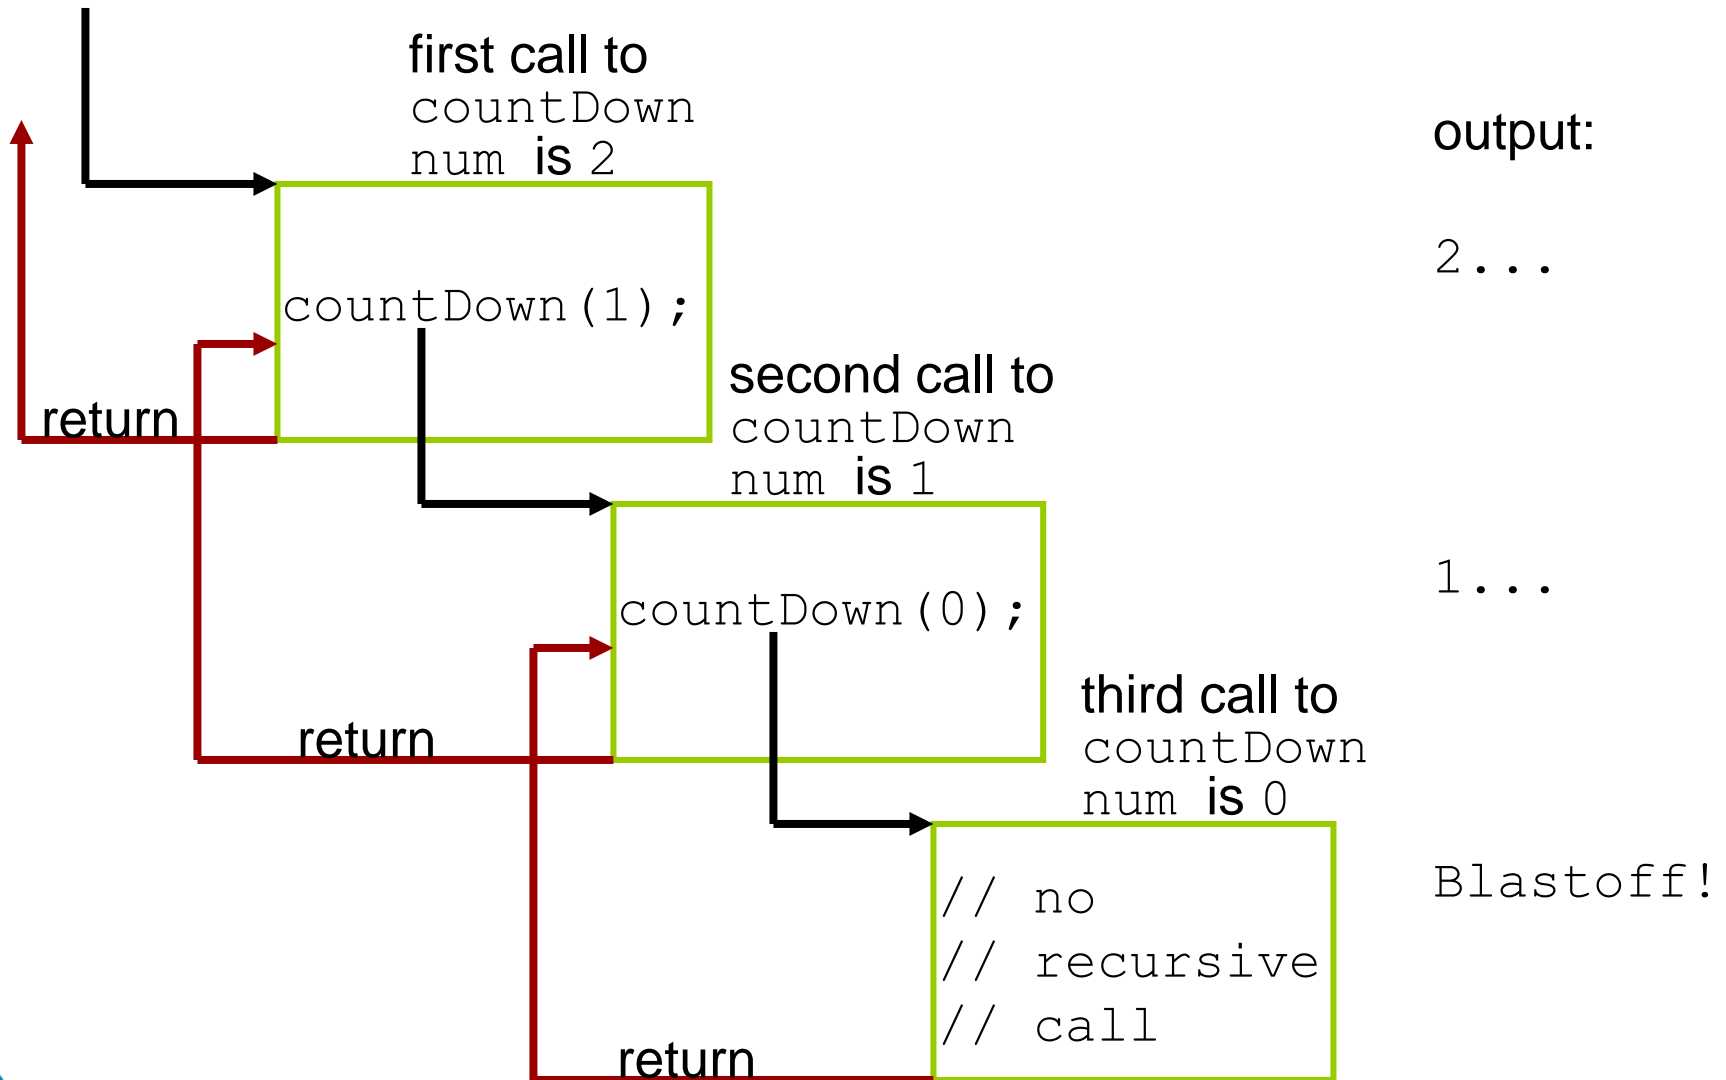 first call to
countDown
num is 2
output:
2...
countDown(1);
return
second call to
countDown
num is 1
1...
countDown(0);
return
third call to
countDown
num is 0
Blastoff!
// no
// recursive
// call
return